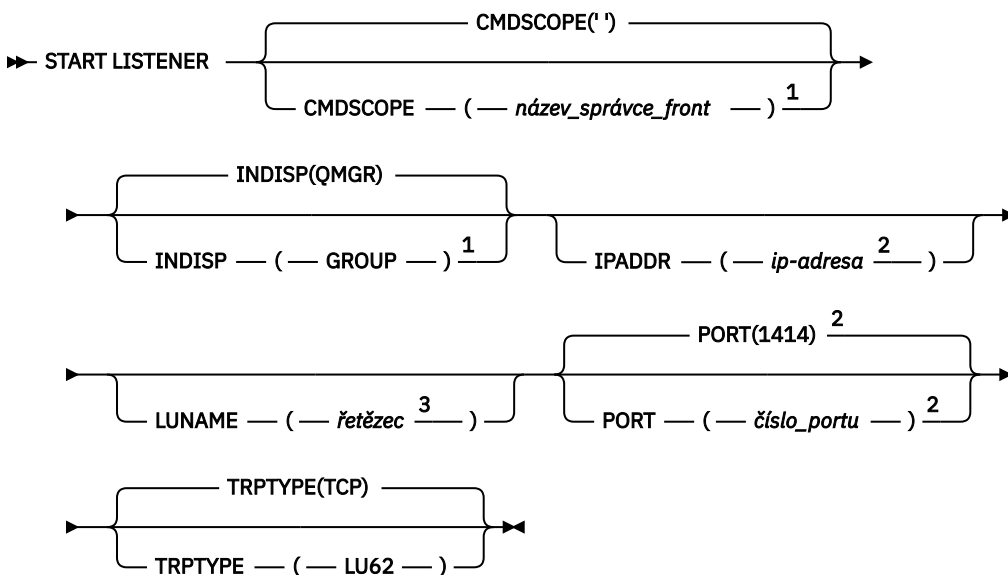 CMDSCOPE(' ')
START LISTENER
CMDSCOPE ( název_správce_front ) 1
INDISP(QMGR)
INDISP ( GROUP ) 1
IPADDR ( ip-adresa 2 )
LUNAME ( řetězec 3 )
PORT(1414) 2
PORT ( číslo_portu ) 2
TRPTYPE(TCP)
TRPTYPE ( LU62 )